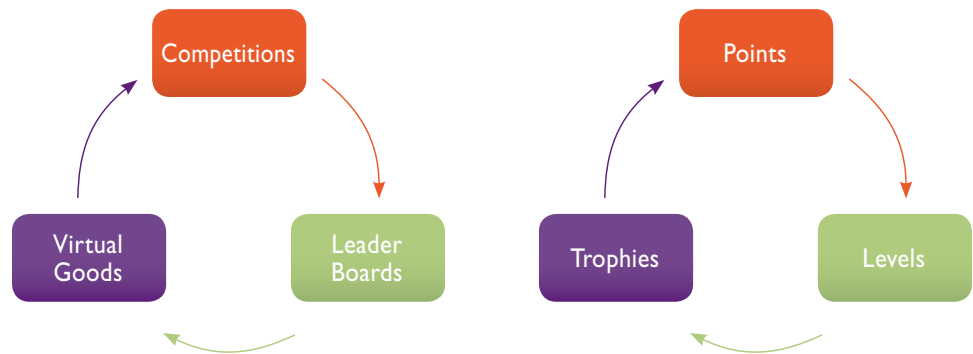 Competitions
Points
Virtual
Goods
Leader
Boards
Trophies
Levels